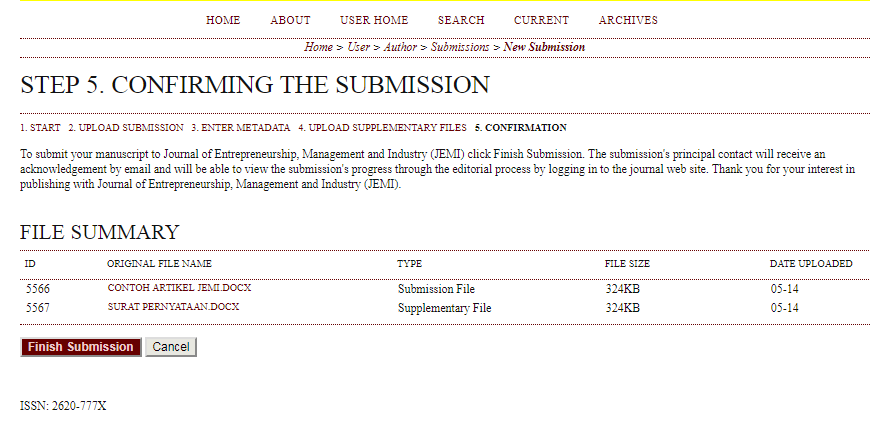 HOME ABOUT USER HOME SEARCH CURRENT ARCHIVES
Home > User > Author > Submissions > New Submission
STEP 5. CONFIRMING THE SUBMISSION
1. START 2. UPLOAD SUBMISSION 3. ENTER METADATA 4. UPLOAD SUPPLEMENTARY FILES 5. CONFIRMATION
To submit your manuscript to Journal of Entrepreneurship, Management and Industry (JEMI) click Finish Submission. The submission's principal contact will receive an
acknowledgement by email and will be able to view the submission's progress through the editorial process by logging in to the journal web site. Thank you for your interest in
publishing with Journal of Entrepreneurship, Management and Industry (JEMI).
FILE SUMMARY
ID ORIGINAL FILE NAME TYPE FILE SIZE DATE UPLOADED
5566 CONTOH ARTIKEL JEMI.DOCX Submission File 324KB 05-14
5567 SURAT PERNYATAAN.DOCX Supplementary File 324KB 05-14
Finish Submission Cancel
ISSN: 2620-777X